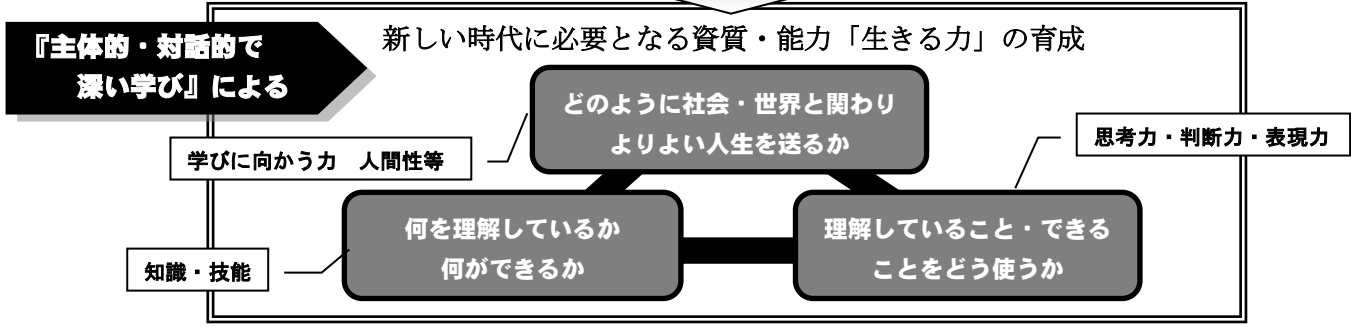 『主体的・対話的で
深い学び』による
新しい時代に必要となる資質・能力「生きる力」の育成
どのように社会・世界と関わり
よりよい人生を送るか
学びに向かう力　人間性等
思考力・判断力・表現力
何を理解しているか
何ができるか
理解していること・できる
ことをどう使うか
知識・技能